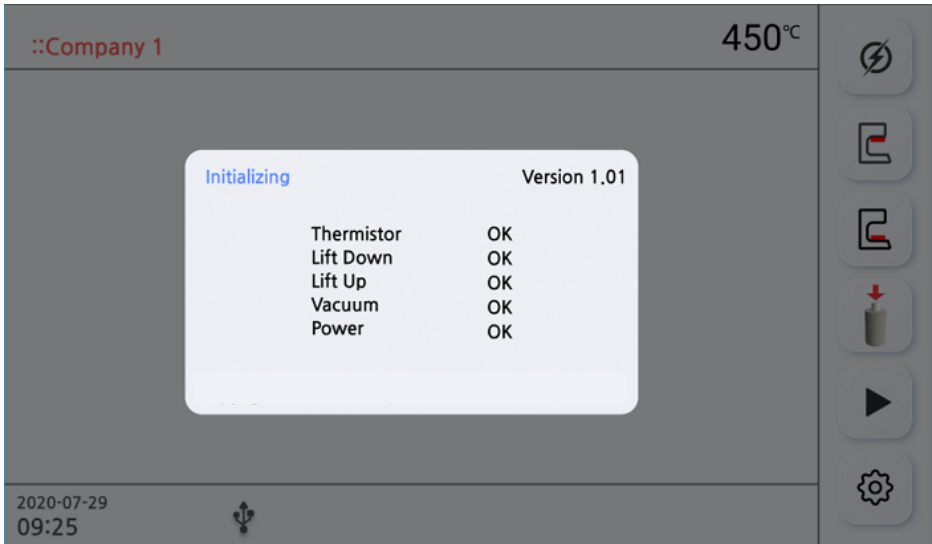 ::Company 1
450℃
Initializing Version 1.01
Thermistor OK
Lift Down OK
Lift Up OK
Vacuum OK
Power OK
2020-07-29
09:25